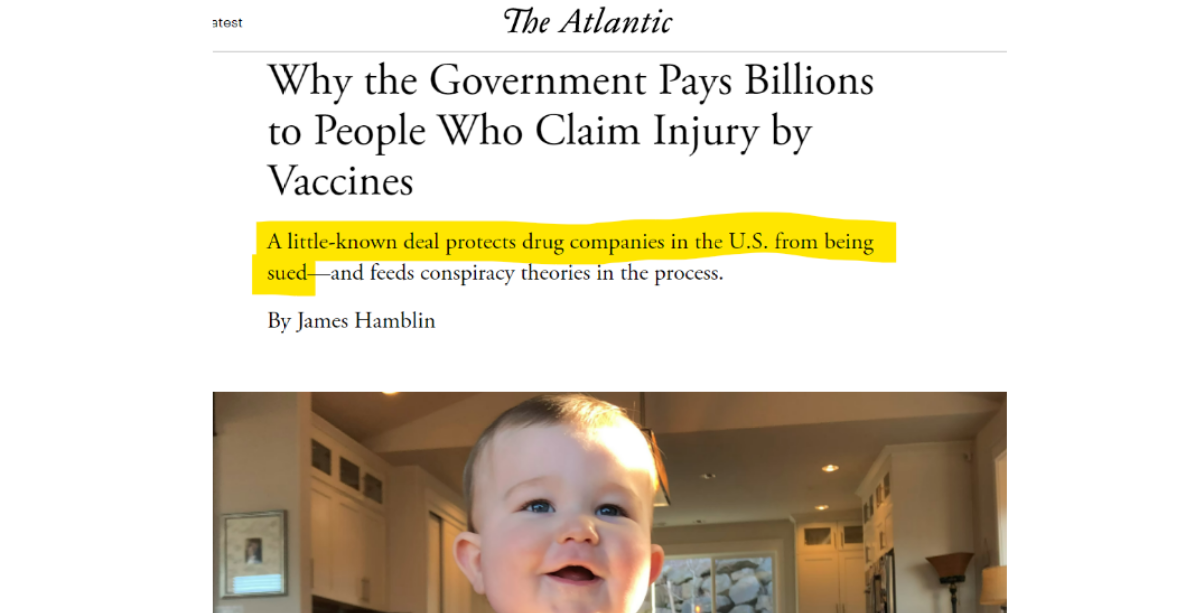 atest
The Atlantic
Why the Government Pays Billions
to People Who Claim Injury by
Vaccines
A little-known deal protects drug companies in the U.S. from being
sued—and feeds conspiracy theories in the process.
By James Hamblin